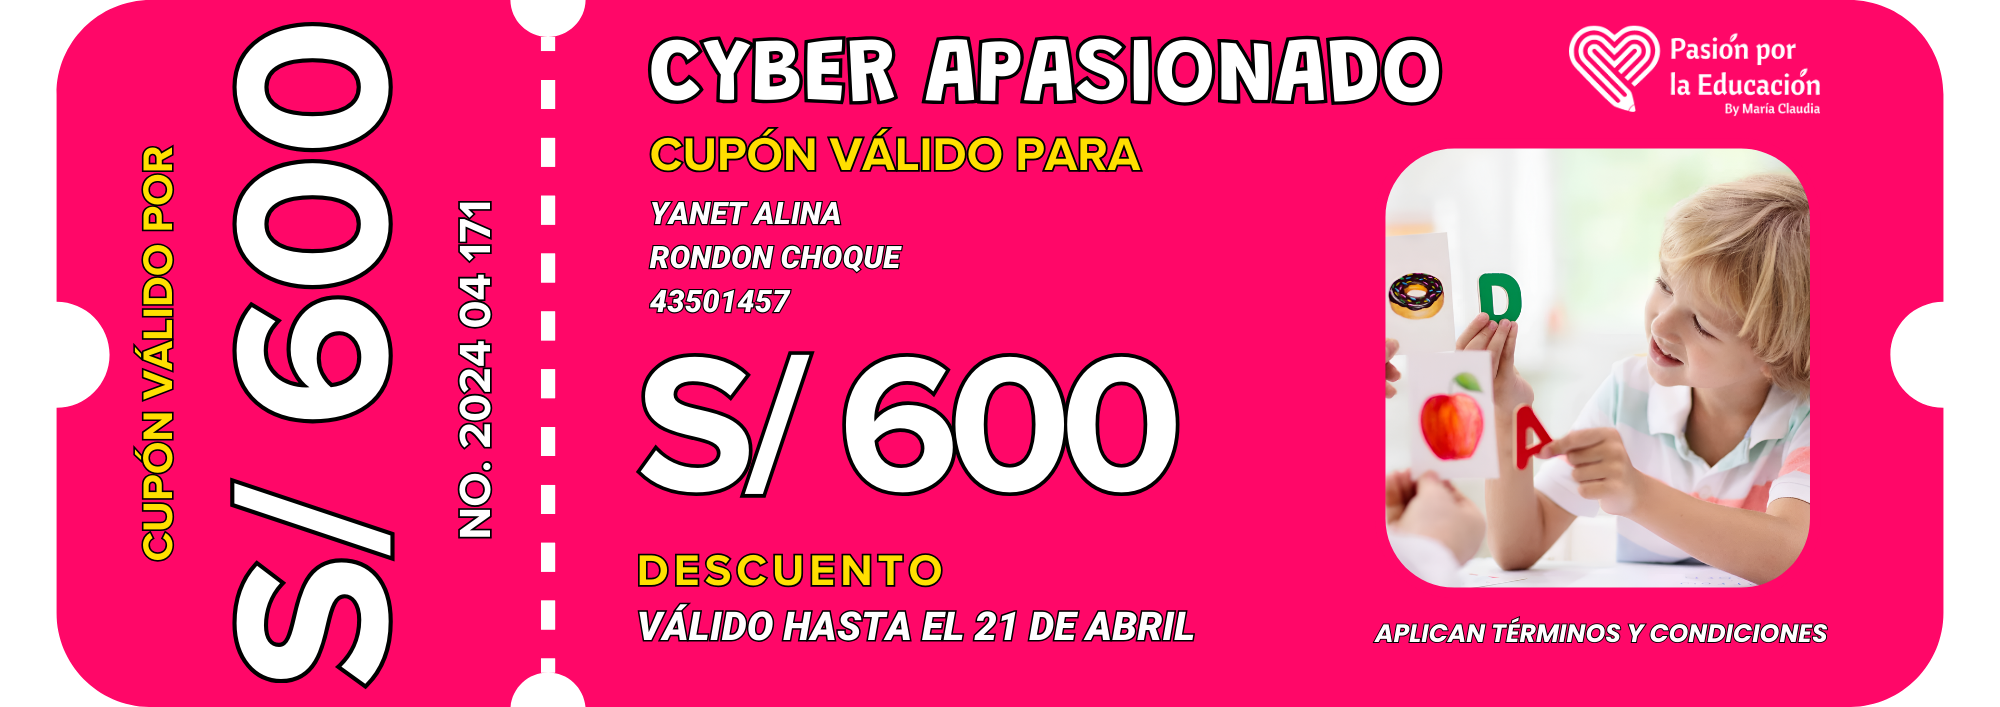 CUPÓN VÁLIDO POR
S/ 600
NO. 2024 04 171
CYBER APASIONADO
CUPÓN VÁLIDO PARA
YANET ALINA
RONDON CHOQUE
43501457
S/ 600
DESCUENTO
VÁLIDO HASTA EL 21 DE ABRIL
Pasión por
la Educación
By María Claudia
D
A
APLICAN TÉRMINOS Y CONDICIONES